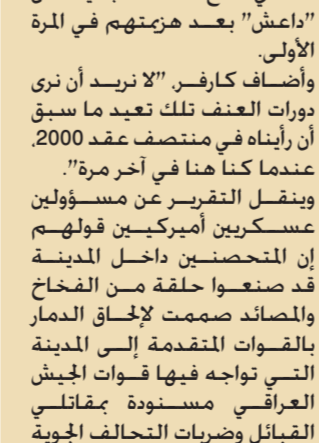 "داعش" بعد هزيمتهم في المرة
الأولى.
وأضاف كارفر، "لا نريد أن نرى
دورات العنف تلك تعيد ما سبق
أن رأيناه في منتصف عقد 2000،
عندما كنا هنا في آخر مرة".
وينقل التقرير عن مسؤولين
عسكريين أميركيين قولهم
إن المتحصنين داخل المدينة
قد صنعوا حلقة من الفخاخ
والمصائد صممت لإلحاق الدمار
بالقوات المتقدمة إلى المدينة
التي تواجه فيها قوات الجيش
العراقي مسنودة بمقاتلي
القبائل وضربات التحالف الجوية